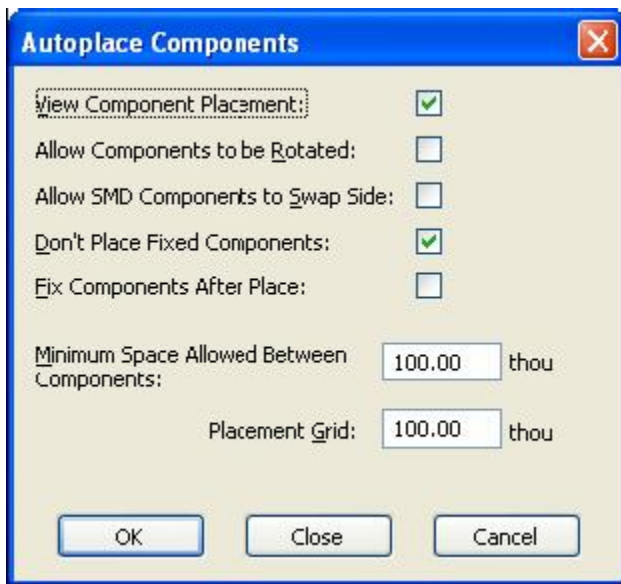 Autoplace Components
View Component Placement:
Allow Components to be Rotated:
Allow SMD Components to Swap Side:
Don't Place Fixed Components:
Fix Components After Place:
Minimum Space Allowed Between
Components:
100.00 thou
Placement Grid: 100.00 thou
OK Close Cancel